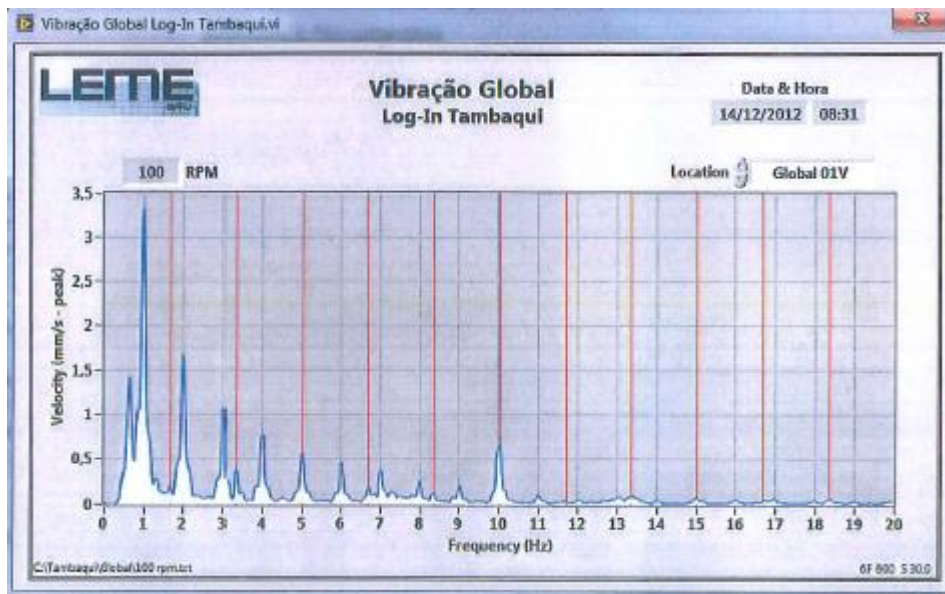 Vibração Global Log-In Tambaqui.vi
LEME
Vibração Global
Log-In Tambaqui
Data & Hora
14/12/2012 08:31
100 RPM
Location Global 01V
Velocity (mm/s - peak)
3,5
3
2,5
2
1,5
1
0,5
0
0 1 2 3 4 5 6 7 8 9 10 11 12 13 14 15 16 17 18 19 20
Frequency (Hz)
C:\Tambaqui\Global\100 rpm.txt